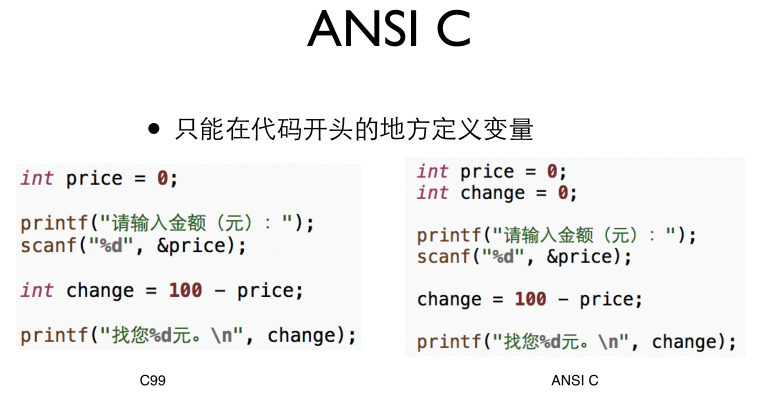 ANSI C
• 只能在代码开头的地方定义变量
int price = 0;
printf("请输入金额（元）：");
scanf("%d", &price);
int change = 100 - price;
printf("找您%d元。\n", change);
C99
int price = 0;
int change = 0;
printf("请输入金额（元）：");
scanf("%d", &price);
change = 100 - price;
printf("找您%d元。\n", change);
ANSI C